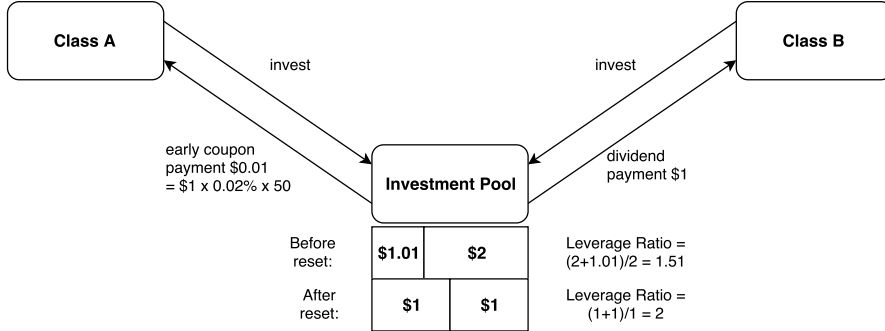 Class A
Class B
invest
invest
early coupon
payment $0.01
= $1 x 0.02% x 50
dividend
payment $1
Investment Pool
Before
reset:
$1.01
$2
Leverage Ratio =
(2+1.01)/2 = 1.51
After
reset:
$1
$1
Leverage Ratio =
(1+1)/1 = 2